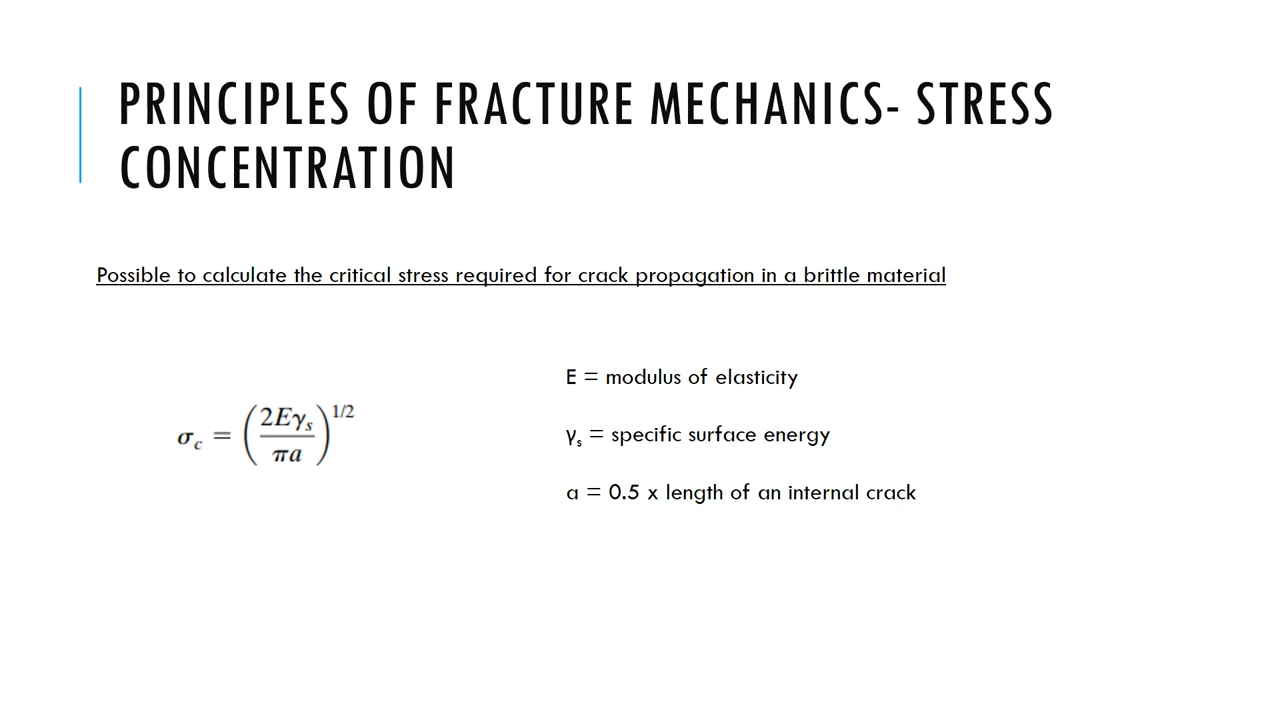 PRINCIPLES OF FRACTURE MECHANICS- STRESS
CONCENTRATION
Possible to calculate the critical stress required for crack propagation in a brittle material
E = modulus of elasticity
σc = (2Eγs/πa)^1/2
γs = specific surface energy
a = 0.5 x length of an internal crack